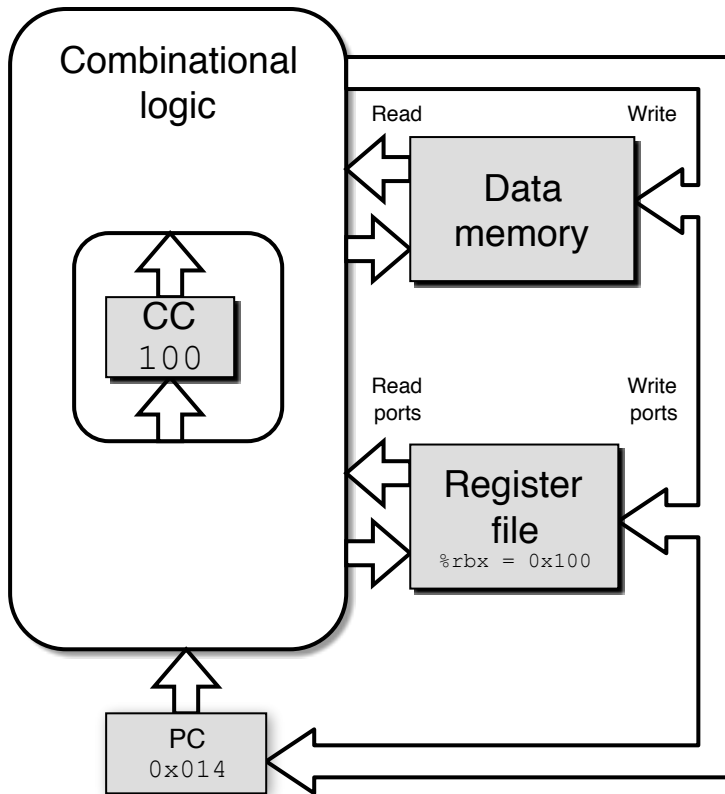 Combinational
logic
Read
Write
Data
memory
CC
100
Read
ports
Write
ports
Register
file
%rbx = 0x100
PC
0x014